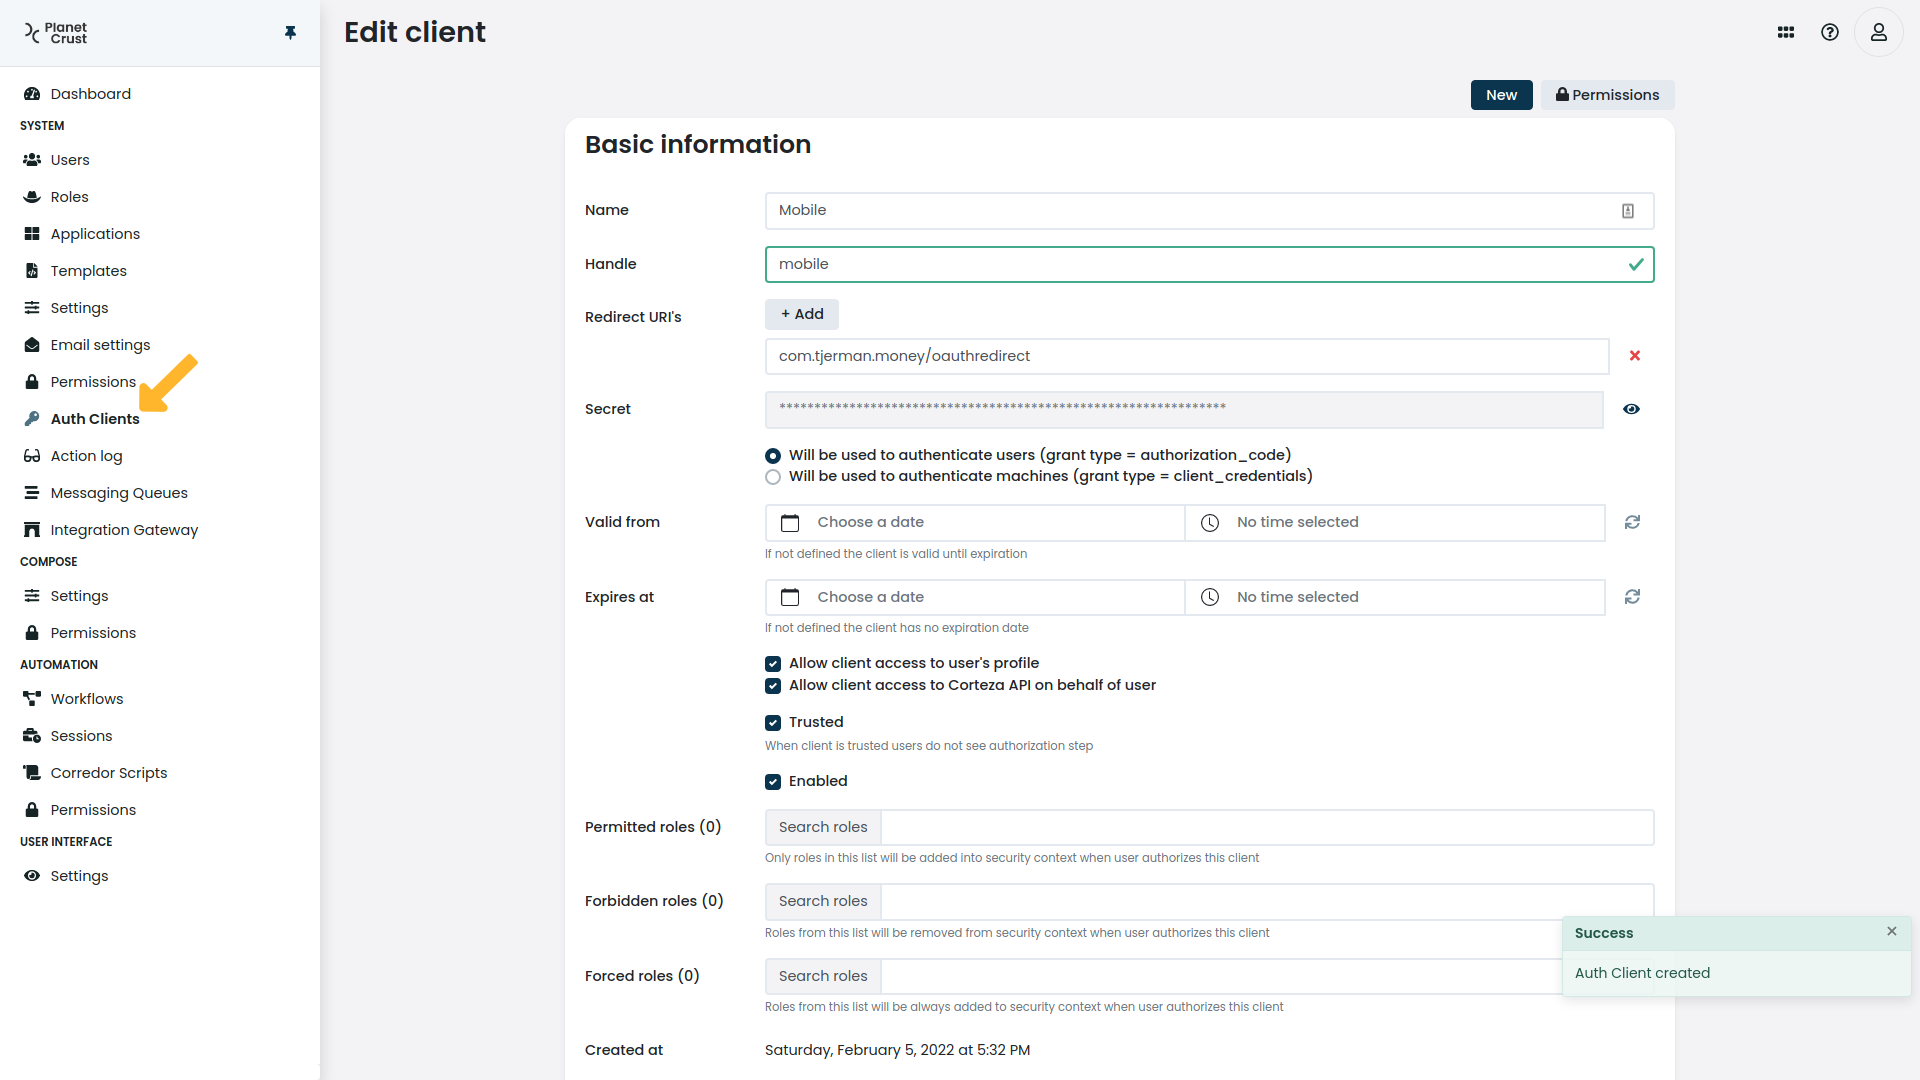 Planet
Crust
Edit client
Dashboard
SYSTEM
Users
Roles
Applications
Templates
Settings
Email settings
Permissions
Auth Clients
Action log
Messaging Queues
Integration Gateway
COMPOSE
Settings
Permissions
AUTOMATION
Workflows
Sessions
Corredor Scripts
Permissions
USER INTERFACE
Settings
New
Permissions
Basic information
Name
Mobile
Handle
mobile
Redirect URI's
+ Add
com.tjerman.money/oauthredirect
Secret
****************************************************************
Will be used to authenticate users (grant type = authorization_code)
Will be used to authenticate machines (grant type = client_credentials)
Valid from
Choose a date
No time selected
If not defined the client is valid until expiration
Expires at
Choose a date
No time selected
If not defined the client has no expiration date
Allow client access to user's profile
Allow client access to Corteza API on behalf of user
Trusted
When client is trusted users do not see authorization step
Enabled
Permitted roles (0)
Search roles
Only roles in this list will be added into security context when user authorizes this client
Forbidden roles (0)
Search roles
Roles from this list will be removed from security context when user authorizes this client
Forced roles (0)
Search roles
Roles from this list will be always added to security context when user authorizes this client
Created at
Saturday, February 5, 2022 at 5:32 PM
Success
Auth Client created